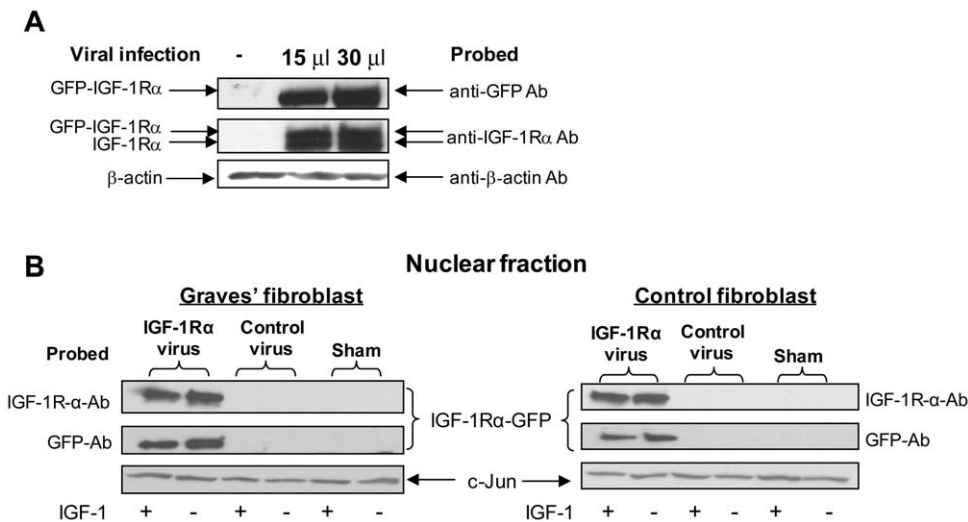 A
Viral infection - 15 μl 30 μl Probed
GFP-IGF-1Rα anti-GFP Ab
GFP-IGF-1Rα
IGF-1Rα anti-IGF-1Rα Ab
β-actin anti-β-actin Ab
B
Nuclear fraction
Graves' fibroblast Control fibroblast
IGF-1Rα virus Control virus Sham IGF-1Rα virus Control virus Sham
Probed
IGF-1R-α-Ab IGF-1R-α-Ab
IGF-1Rα-GFP
GFP-Ab GFP-Ab
c-Jun
IGF-1 + - + - + - IGF-1 + - + - + -